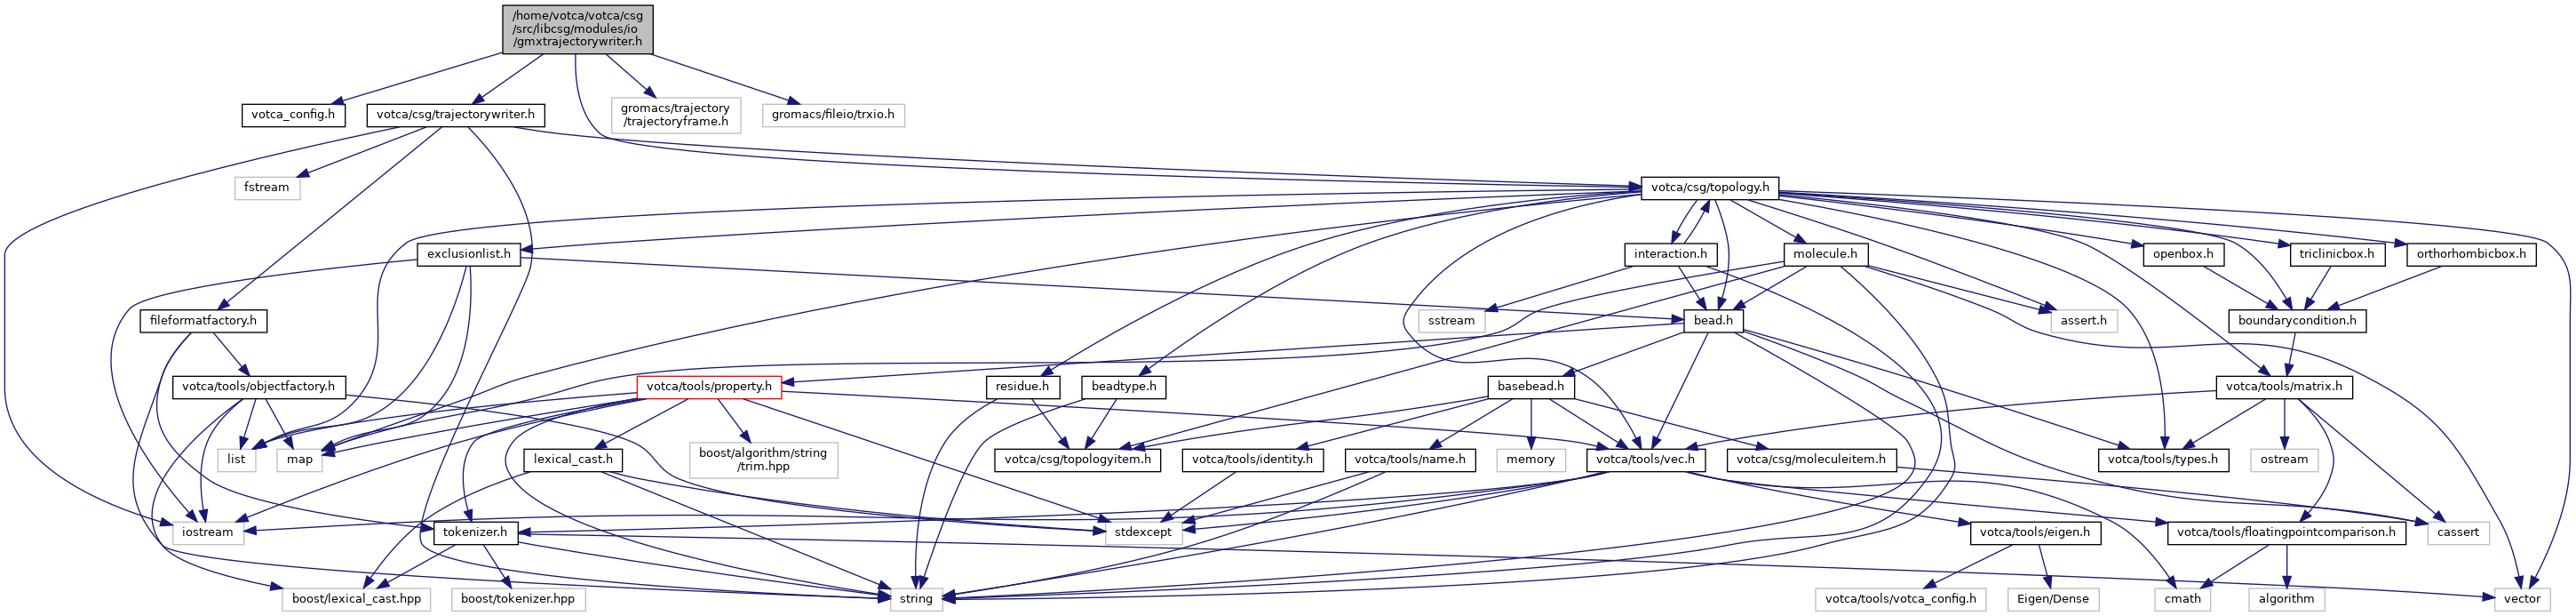 /home/votca/votca/csg
/src/libcsg/modules/io
/gmxtrajectorywriter.h
votca_config.h
votca/csg/trajectorywriter.h
gromacs/trajectory
/trajectoryframe.h
gromacs/fileio/trxio.h
fstream
votca/csg/topology.h
exclusionlist.h
interaction.h
molecule.h
openbox.h
triclinicbox.h
orthorhombicbox.h
fileformatfactory.h
sstream
bead.h
assert.h
boundarycondition.h
votca/tools/objectfactory.h
votca/tools/property.h
residue.h
beadtype.h
basebead.h
votca/tools/matrix.h
list
map
lexical_cast.h
boost/algorithm/string
/trim.hpp
votca/csg/topologyitem.h
votca/tools/identity.h
votca/tools/name.h
memory
votca/tools/vec.h
votca/csg/moleculeitem.h
votca/tools/types.h
ostream
iostream
tokenizer.h
stdexcept
votca/tools/eigen.h
votca/tools/floatingpointcomparison.h
cassert
boost/lexical_cast.hpp
boost/tokenizer.hpp
string
votca/tools/votca_config.h
Eigen/Dense
cmath
algorithm
vector